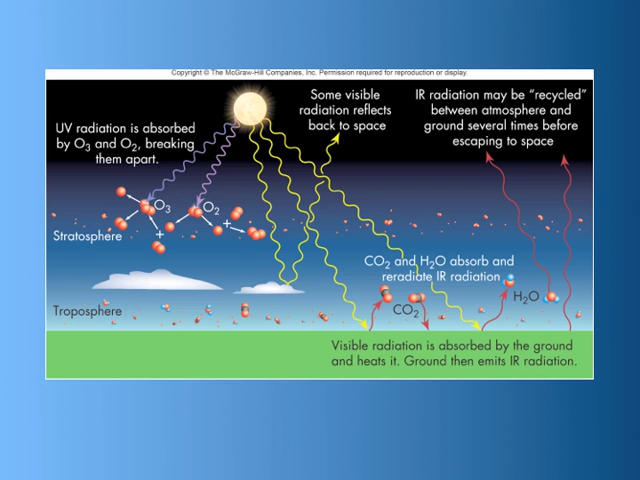 Copyright © The McGraw-Hill Companies, Inc. Permission required for reproduction or display.
Some visible
radiation reflects
back to space
IR radiation may be “recycled”
between atmosphere and
ground several times before
escaping to space
UV radiation is absorbed
by O₃ and O₂, breaking
them apart.
O₃
O₂
+
+
Stratosphere
CO₂ and H₂O absorb and
reradiate IR radiation
H₂O
CO₂
Troposphere
Visible radiation is absorbed by the ground
and heats it. Ground then emits IR radiation.